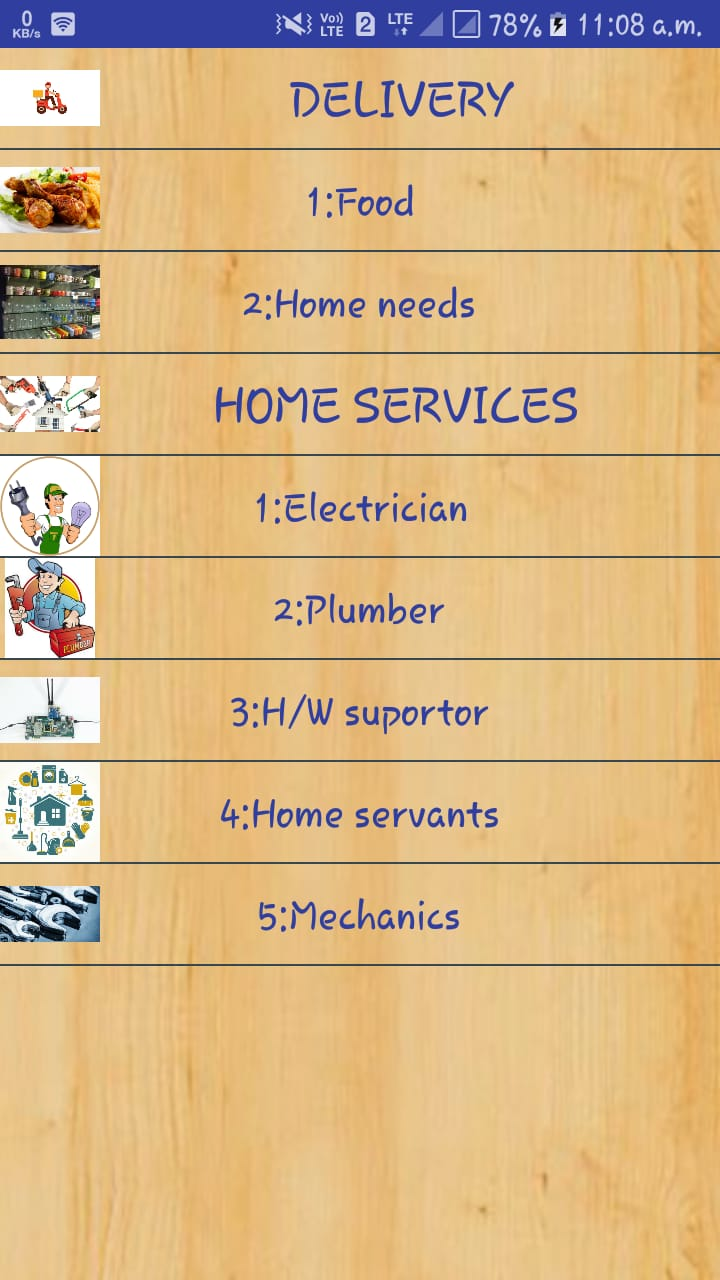 0
KB/s
Vo)
LTE
2
LTE
78%
11:08 a.m.
DELIVERY
1:Food
2:Home needs
HOME SERVICES
1:Electrician
2:Plumber
PLUMBER
3:H/W suportor
4:Home servants
5:Mechanics